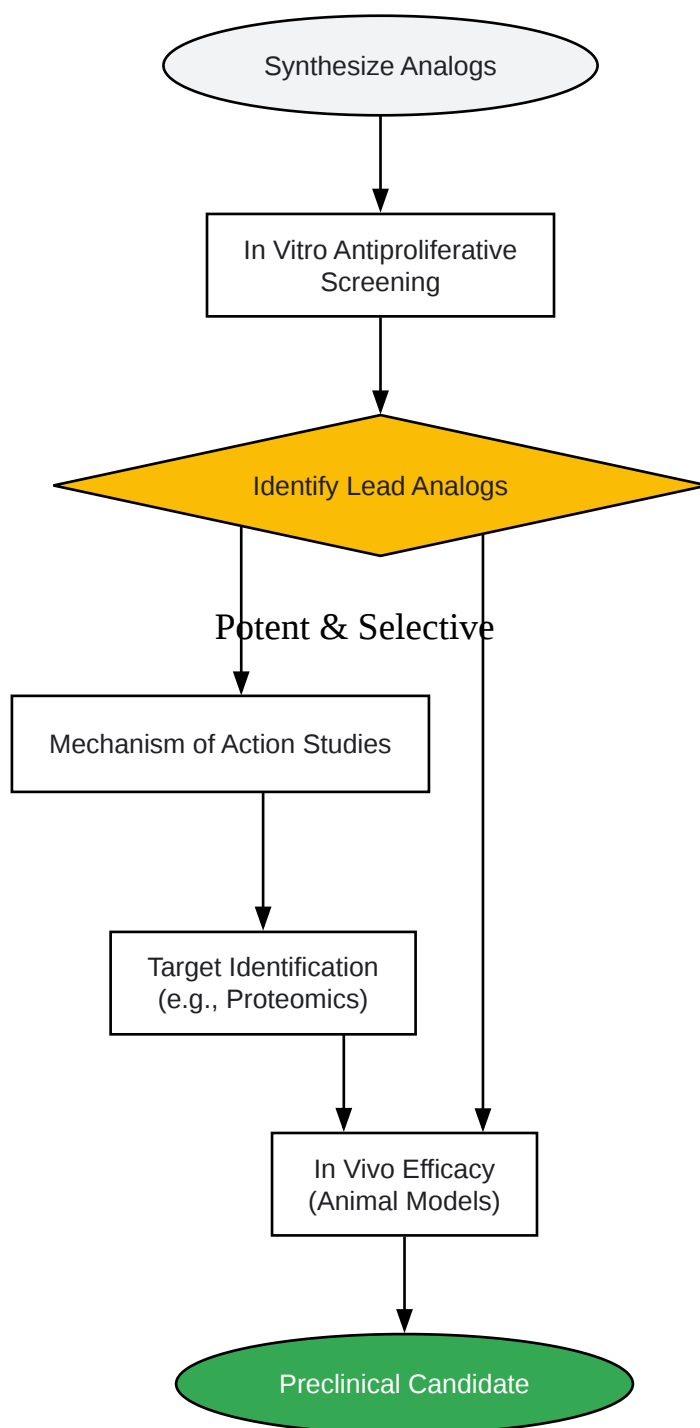 Synthesize Analogs
In Vitro Antiproliferative
Screening
Identify Lead Analogs
Potent & Selective
Mechanism of Action Studies
Target Identification
(e.g., Proteomics)
In Vivo Efficacy
(Animal Models)
Preclinical Candidate